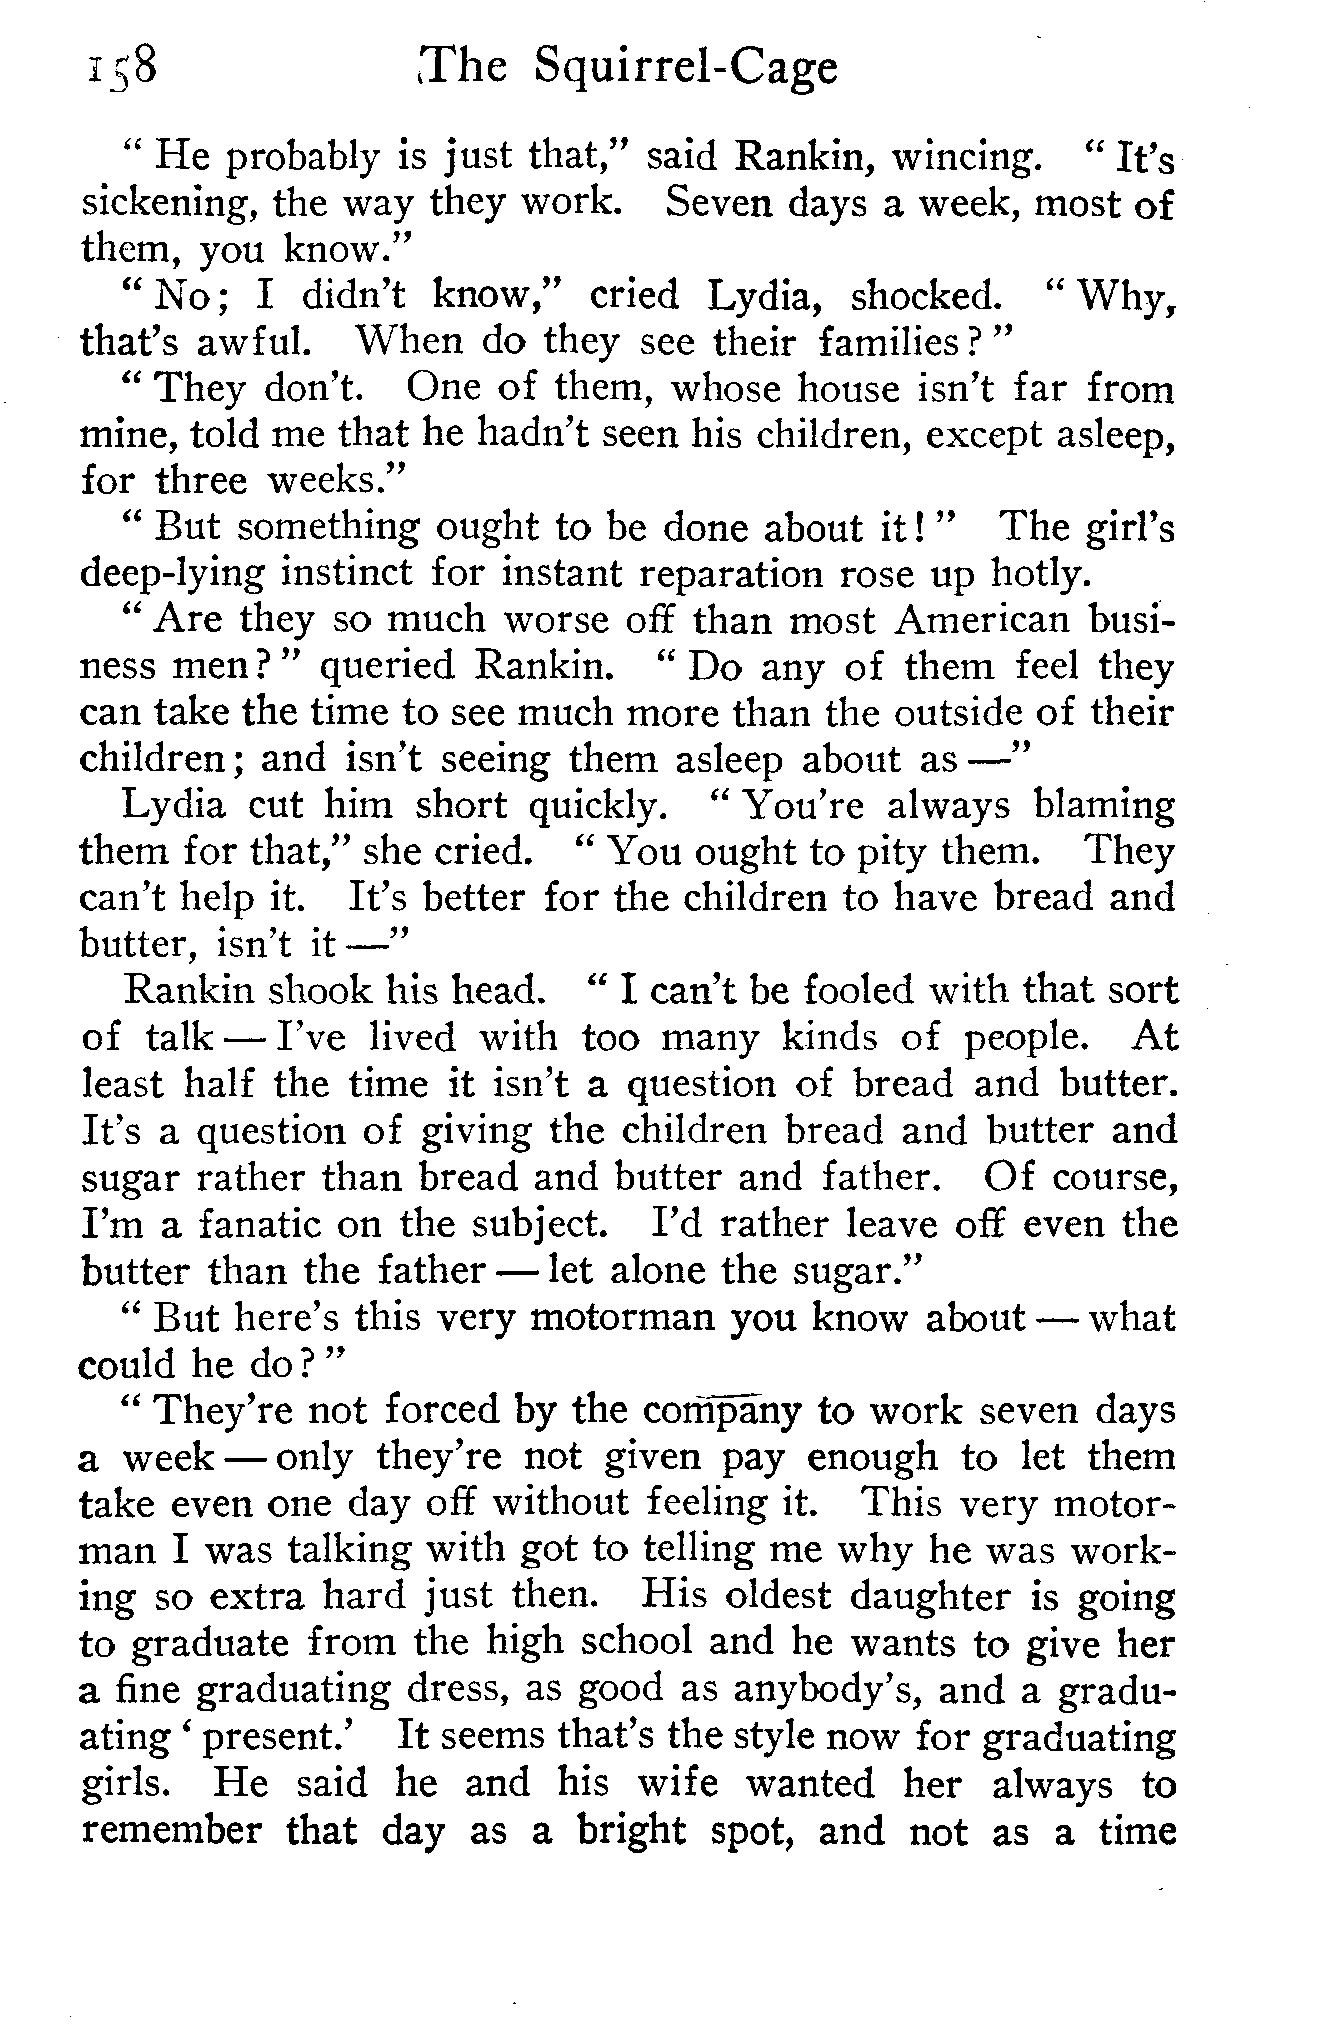 158 The Squirrel-Cage
“ He probably is just that,” said Rankin, wincing. “ It’s
sickening, the way they work. Seven days a week, most of
them, you know.”
“ No; I didn’t know,” cried Lydia, shocked. “ Why,
that’s awful. When do they see their families? ”
“ They don’t. One of them, whose house isn’t far from
mine, told me that he hadn’t seen his children, except asleep,
for three weeks.”
“ But something ought to be done about it! ” The girl’s
deep-lying instinct for instant reparation rose up hotly.
“ Are they so much worse off than most American busi-
ness men? ” queried Rankin. “ Do any of them feel they
can take the time to see much more than the outside of their
children; and isn’t seeing them asleep about as —”
Lydia cut him short quickly. “ You’re always blaming
them for that,” she cried. “ You ought to pity them. They
can’t help it. It’s better for the children to have bread and
butter, isn’t it —”
Rankin shook his head. “ I can’t be fooled with that sort
of talk — I’ve lived with too many kinds of people. At
least half the time it isn’t a question of bread and butter.
It’s a question of giving the children bread and butter and
sugar rather than bread and butter and father. Of course,
I’m a fanatic on the subject. I’d rather leave off even the
butter than the father — let alone the sugar.”
“ But here’s this very motorman you know about — what
could he do? ”
“ They’re not forced by the company to work seven days
a week — only they’re not given pay enough to let them
take even one day off without feeling it. This very motor-
man I was talking with got to telling me why he was work-
ing so extra hard just then. His oldest daughter is going
to graduate from the high school and he wants to give her
a fine graduating dress, as good as anybody’s, and a gradu-
ating ‘ present.’ It seems that’s the style now for graduating
girls. He said he and his wife wanted her always to
remember that day as a bright spot, and not as a time